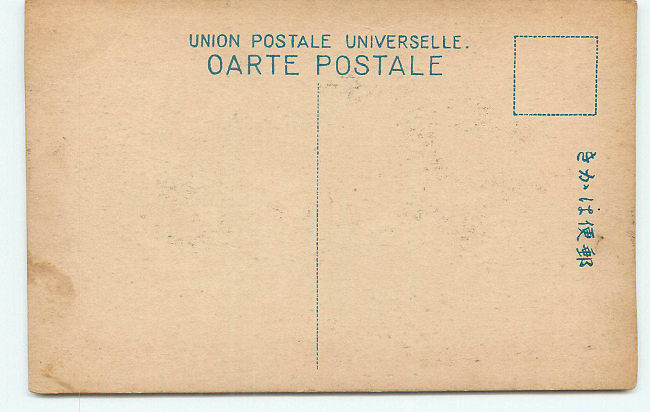 UNION POSTALE UNIVERSELLE.
OARTE POSTALE
きかは便郵